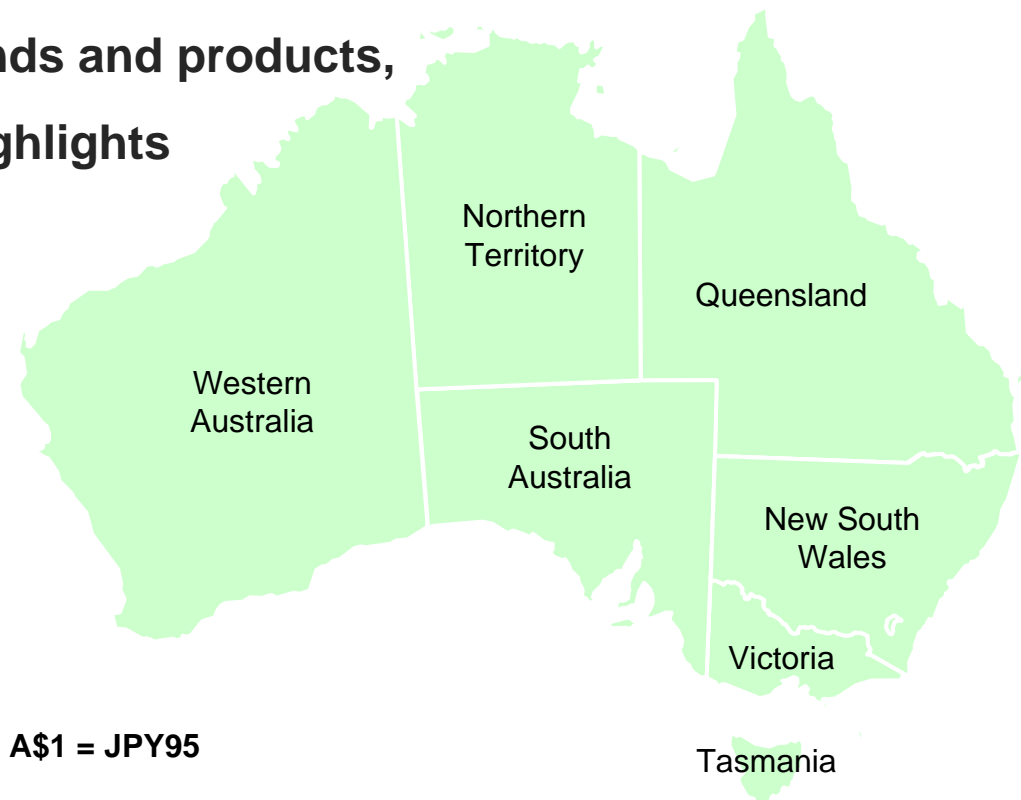 nds and products,
ghlights
Northern
Territory
Queensland
Western
Australia
South
Australia
New South
Wales
Victoria
A$1 = JPY95
Tasmania